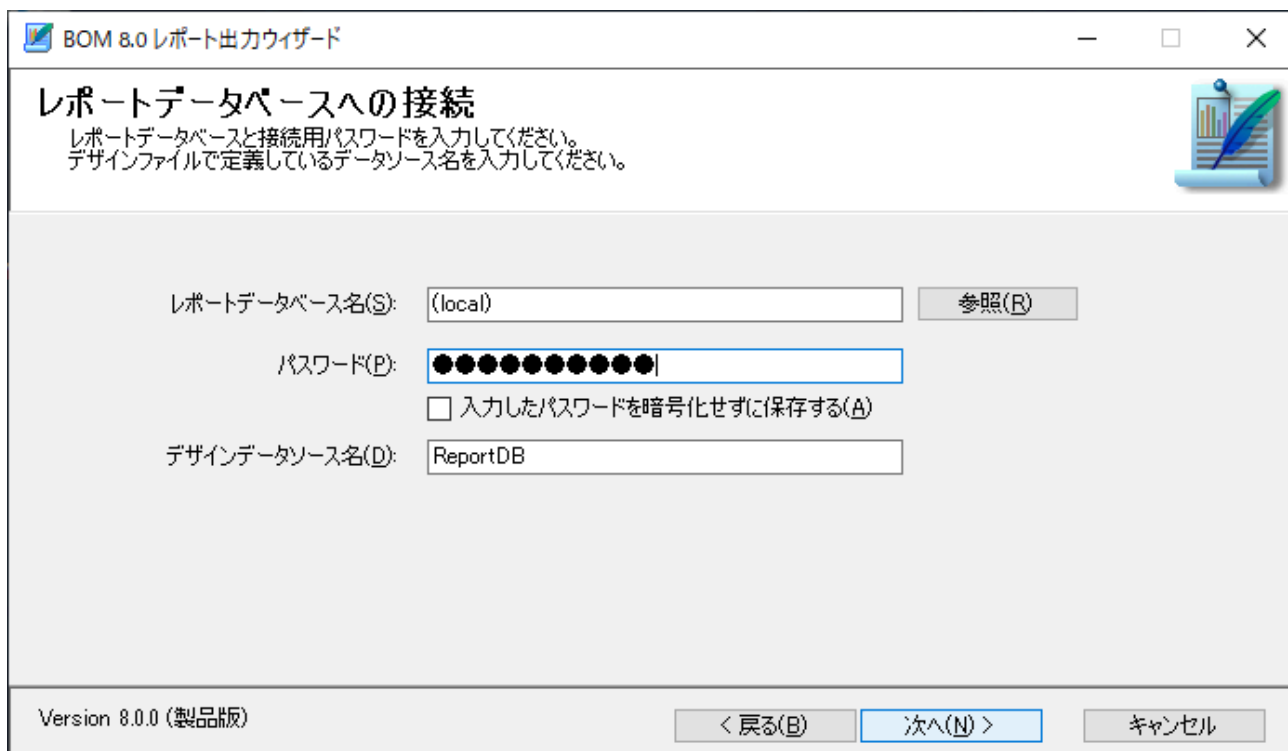 BOM 8.0 レポート出力ウィザード
レポートデータベースへの接続
レポートデータベースと接続用パスワードを入力してください。
デザインファイルで定義しているデータソース名を入力してください。
レポートデータベース名(S): (local) 参照(R)
パスワード(P): ●●●●●●●●●●
入力したパスワードを暗号化せずに保存する(A)
デザインデータソース名(D): ReportDB
Version 8.0.0 (製品版) < 戻る(B) 次へ(N) > キャンセル